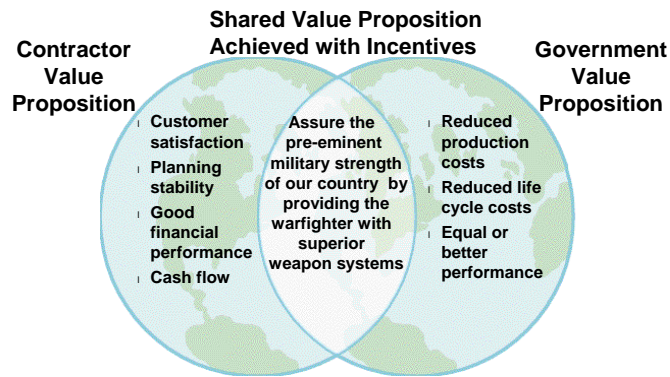 Shared Value Proposition
Achieved with Incentives
Contractor
Value
Proposition
Government
Value
Proposition
Customer
satisfaction
Planning
stability
Good
financial
performance
Cash flow
Assure the
pre-eminent
military strength
of our country by
providing the
warfighter with
superior
weapon systems
Reduced
production
costs
Reduced life
cycle costs
Equal or
better
performance